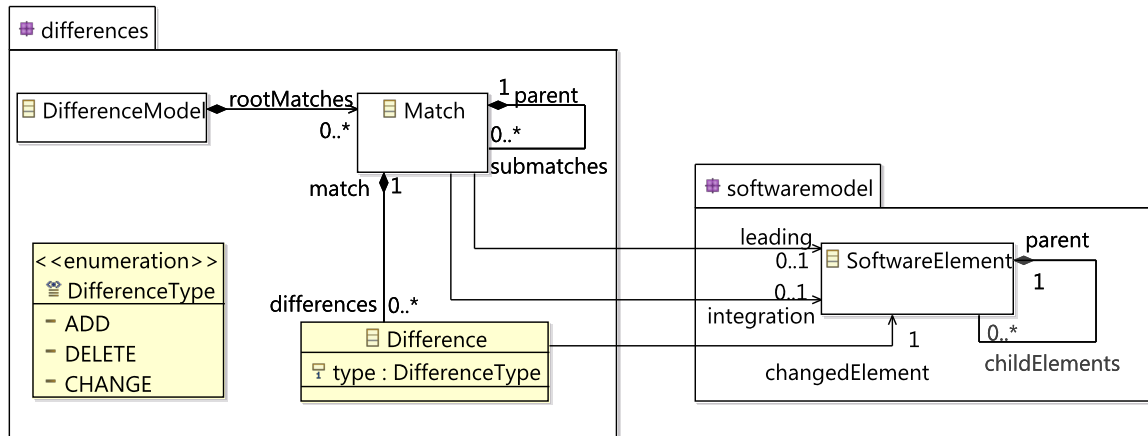 differences
DifferenceModel
rootMatches
0..*
Match
1
parent
0..*
submatches
match
1
<<enumeration>>
DifferenceType
ADD
DELETE
CHANGE
differences
0..*
Difference
type : DifferenceType
softwaremodel
leading
0..1
0..1
integration
SoftwareElement
parent
1
0..*
childElements
1
changedElement